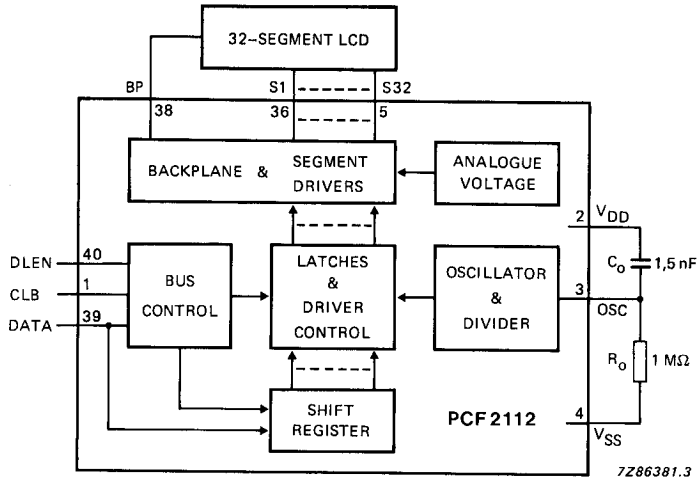 32-SEGMENT LCD
BP
S1
S32
38
36
5
BACKPLANE & SEGMENT DRIVERS
ANALOGUE
VOLTAGE
2
VDD
DLEN
40
CLB
1
DATA
39
BUS
CONTROL
LATCHES
&
DRIVER
CONTROL
OSCILLATOR
&
DIVIDER
Co
1,5 nF
3
OSC
Ro
1 MΩ
SHIFT
REGISTER
PCF2112
4
VSS
7Z86381.3